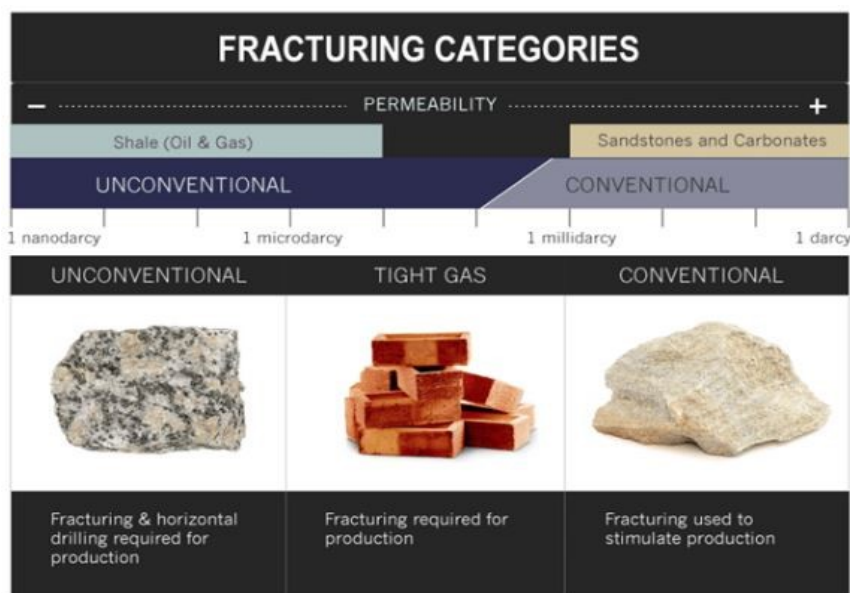 FRACTURING CATEGORIES
− PERMEABILITY +
Shale (Oil & Gas)
Sandstones and Carbonates
UNCONVENTIONAL
CONVENTIONAL
1 nanodarcy
1 microdarcy
1 millidarcy
1 darcy
UNCONVENTIONAL
TIGHT GAS
CONVENTIONAL
Fracturing & horizontal
drilling required for
production
Fracturing required for
production
Fracturing used to
stimulate production